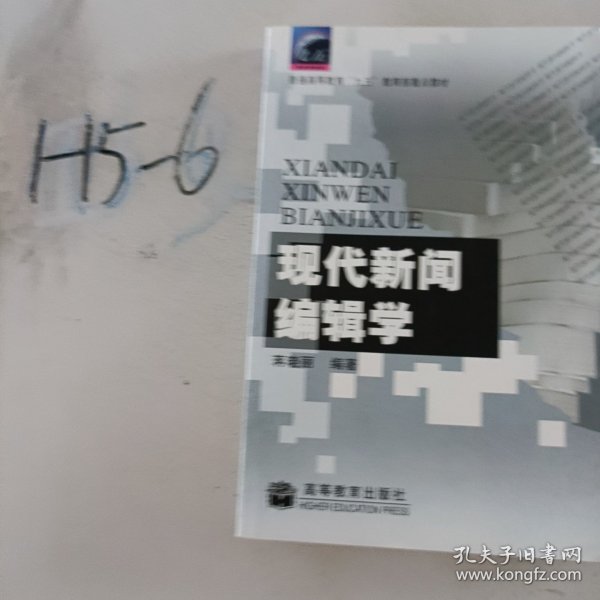 H5-6
XIANDAI
XINWEN
BIANJIXUE
现代新闻
编辑学
编著
高等教育出版社
HIGHER EDUCATION PRESS
孔夫子旧书网
www.kongfz.com